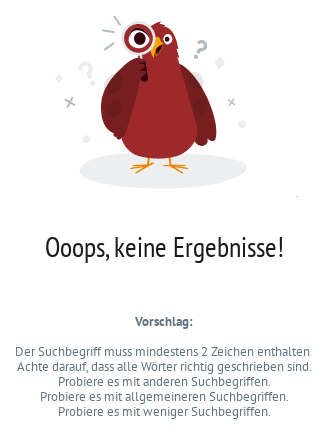 Ooops, keine Ergebnisse!
Vorschlag:
Der Suchbegriff muss mindestens 2 Zeichen enthalten
Achte darauf, dass alle Wörter richtig geschrieben sind.
Probiere es mit anderen Suchbegriffen.
Probiere es mit allgemeineren Suchbegriffen.
Probiere es mit weniger Suchbegriffen.